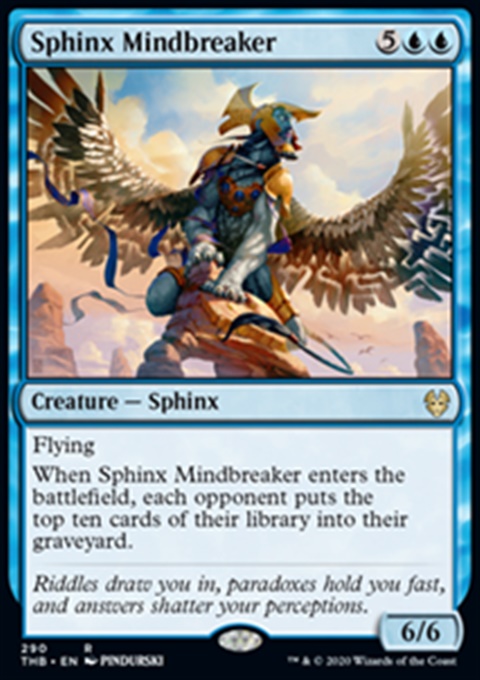 Sphinx Mindbreaker 5
Creature — Sphinx
Flying
When Sphinx Mindbreaker enters the
battlefield, each opponent puts the
top ten cards of their library into their
graveyard.
Riddles draw you in, paradoxes hold you fast,
and answers shatter your perceptions.
6/6
290 R
THB • EN PINDURSKI
™ & © 2020 Wizards of the Coast